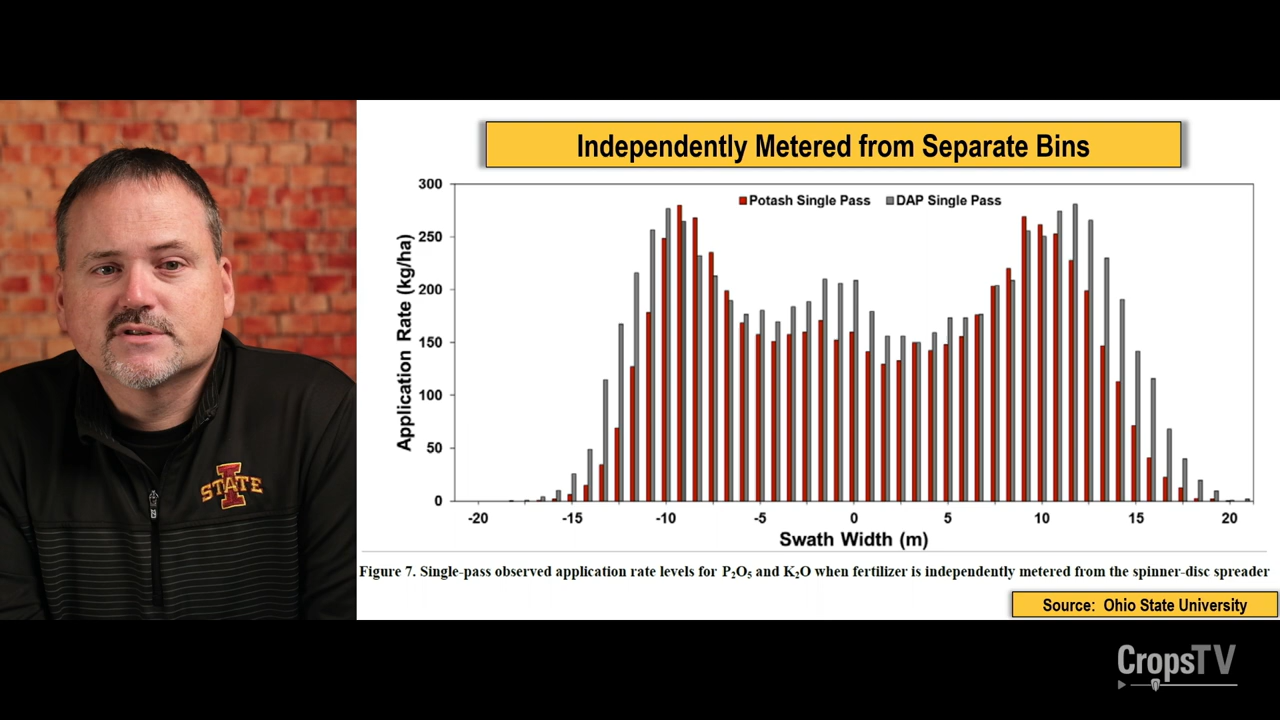 Independently Metered from Separate Bins
Potash Single Pass DAP Single Pass
Application Rate (kg/ha)
300
250
200
150
100
50
0
-20 -15 -10 -5 0 5 10 15 20
Swath Width (m)
Figure 7. Single-pass observed application rate levels for P₂O₅ and K₂O when fertilizer is independently metered from the spinner-disc spreader
Source: Ohio State University
I
STATE
CropsTV